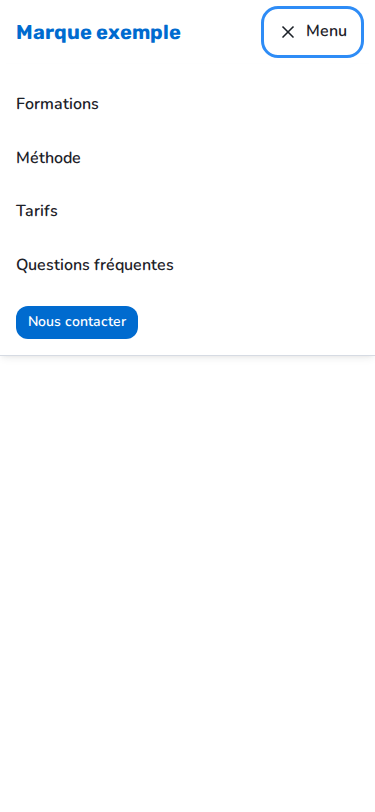 Marque exemple
Menu
Formations
Méthode
Tarifs
Questions fréquentes
Nous contacter